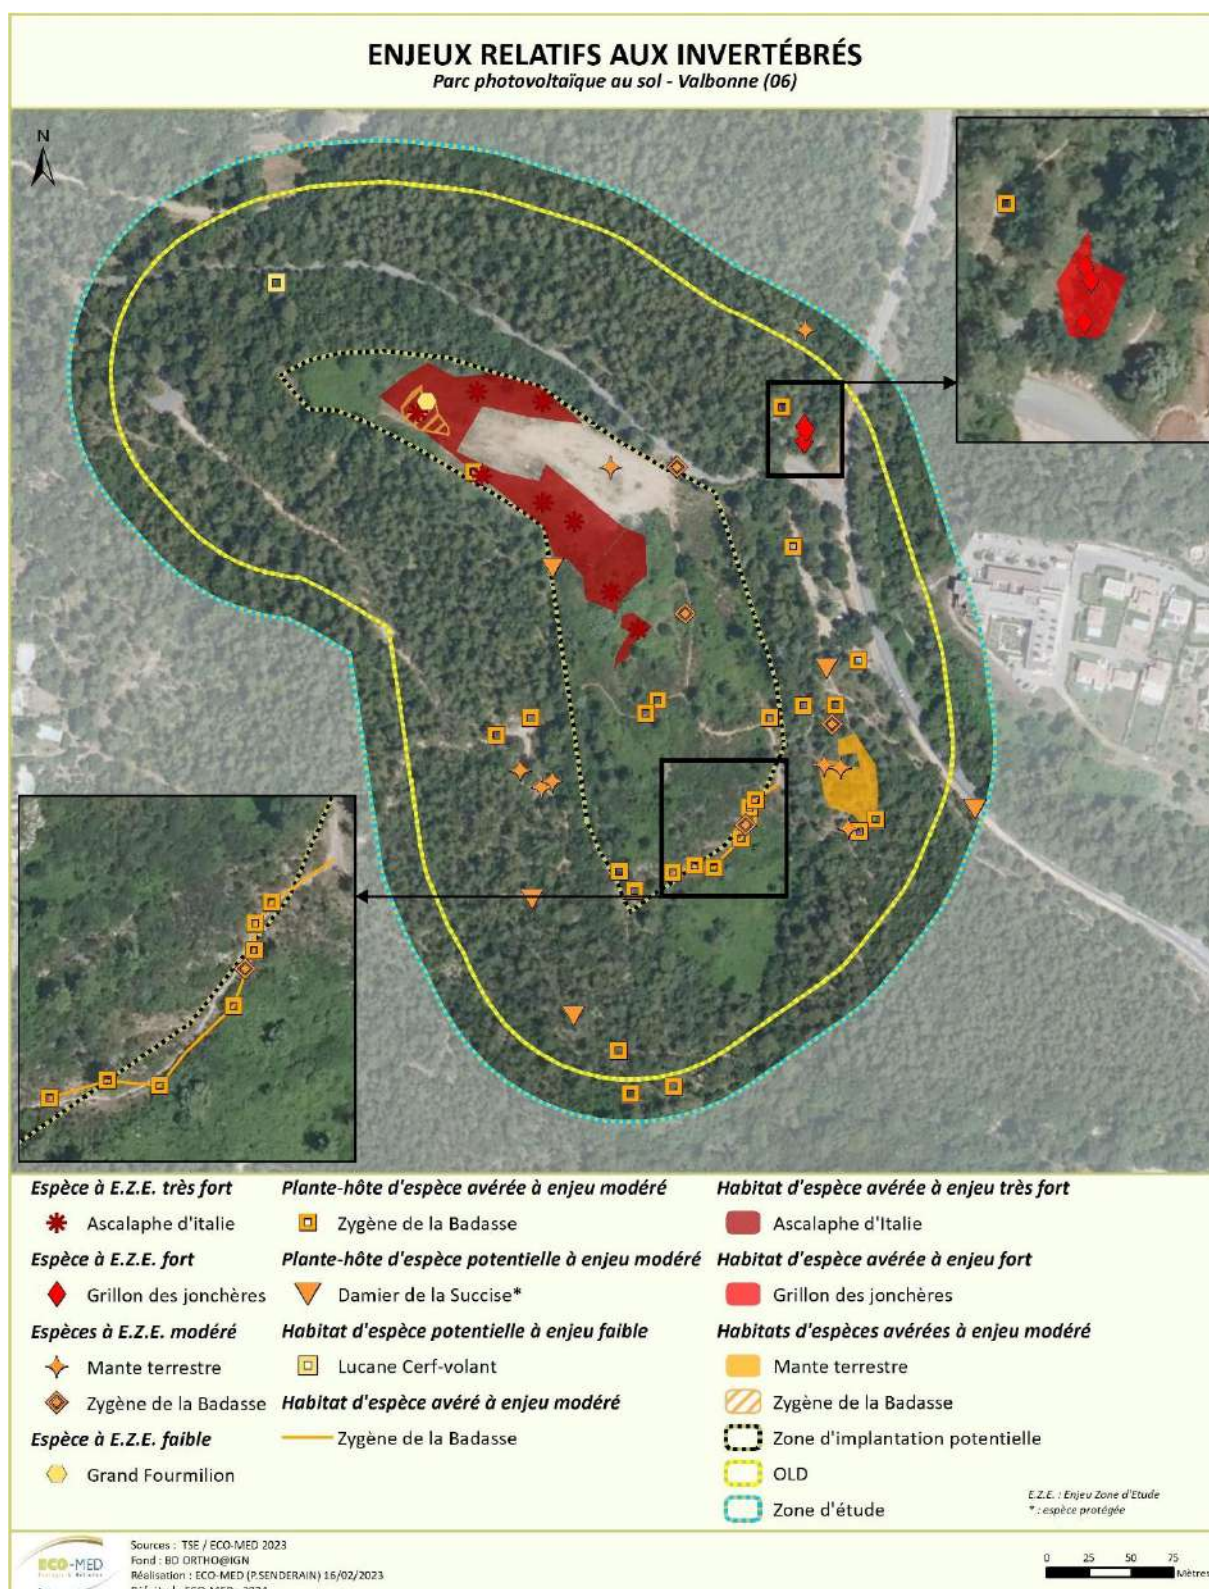 ENJEUX RELATIFS AUX INVERTÉBRÉS
Parc photovoltaïque au sol - Valbonne (06)
N
Espèce à E.Z.E. très fort
Ascalaphe d'italie
Espèce à E.Z.E. fort
Grillon des jonchères
Espèces à E.Z.E. modéré
Mante terrestre
Zygène de la Badasse
Espèce à E.Z.E. faible
Grand Fourmilion
Plante-hôte d'espèce avérée à enjeu modéré
Zygène de la Badasse
Plante-hôte d'espèce potentielle à enjeu modéré
Damier de la Succise*
Habitat d'espèce potentielle à enjeu faible
Lucane Cerf-volant
Habitat d'espèce avéré à enjeu modéré
Zygène de la Badasse
Habitat d'espèce avérée à enjeu très fort
Ascalaphe d'Italie
Habitat d'espèce avérée à enjeu fort
Grillon des jonchères
Habitats d'espèces avérées à enjeu modéré
Mante terrestre
Zygène de la Badasse
Zone d'implantation potentielle
OLD
Zone d'étude
E.Z.E. : Enjeu Zone d'Etude
* : espèce protégée
ECO-MED
Sources : TSE / ECO-MED 2023
Fond : BD ORTHO@IGN
Réalisation : ECO-MED (P.SENDERAIN) 16/02/2023
0 25 50 75
Mètres